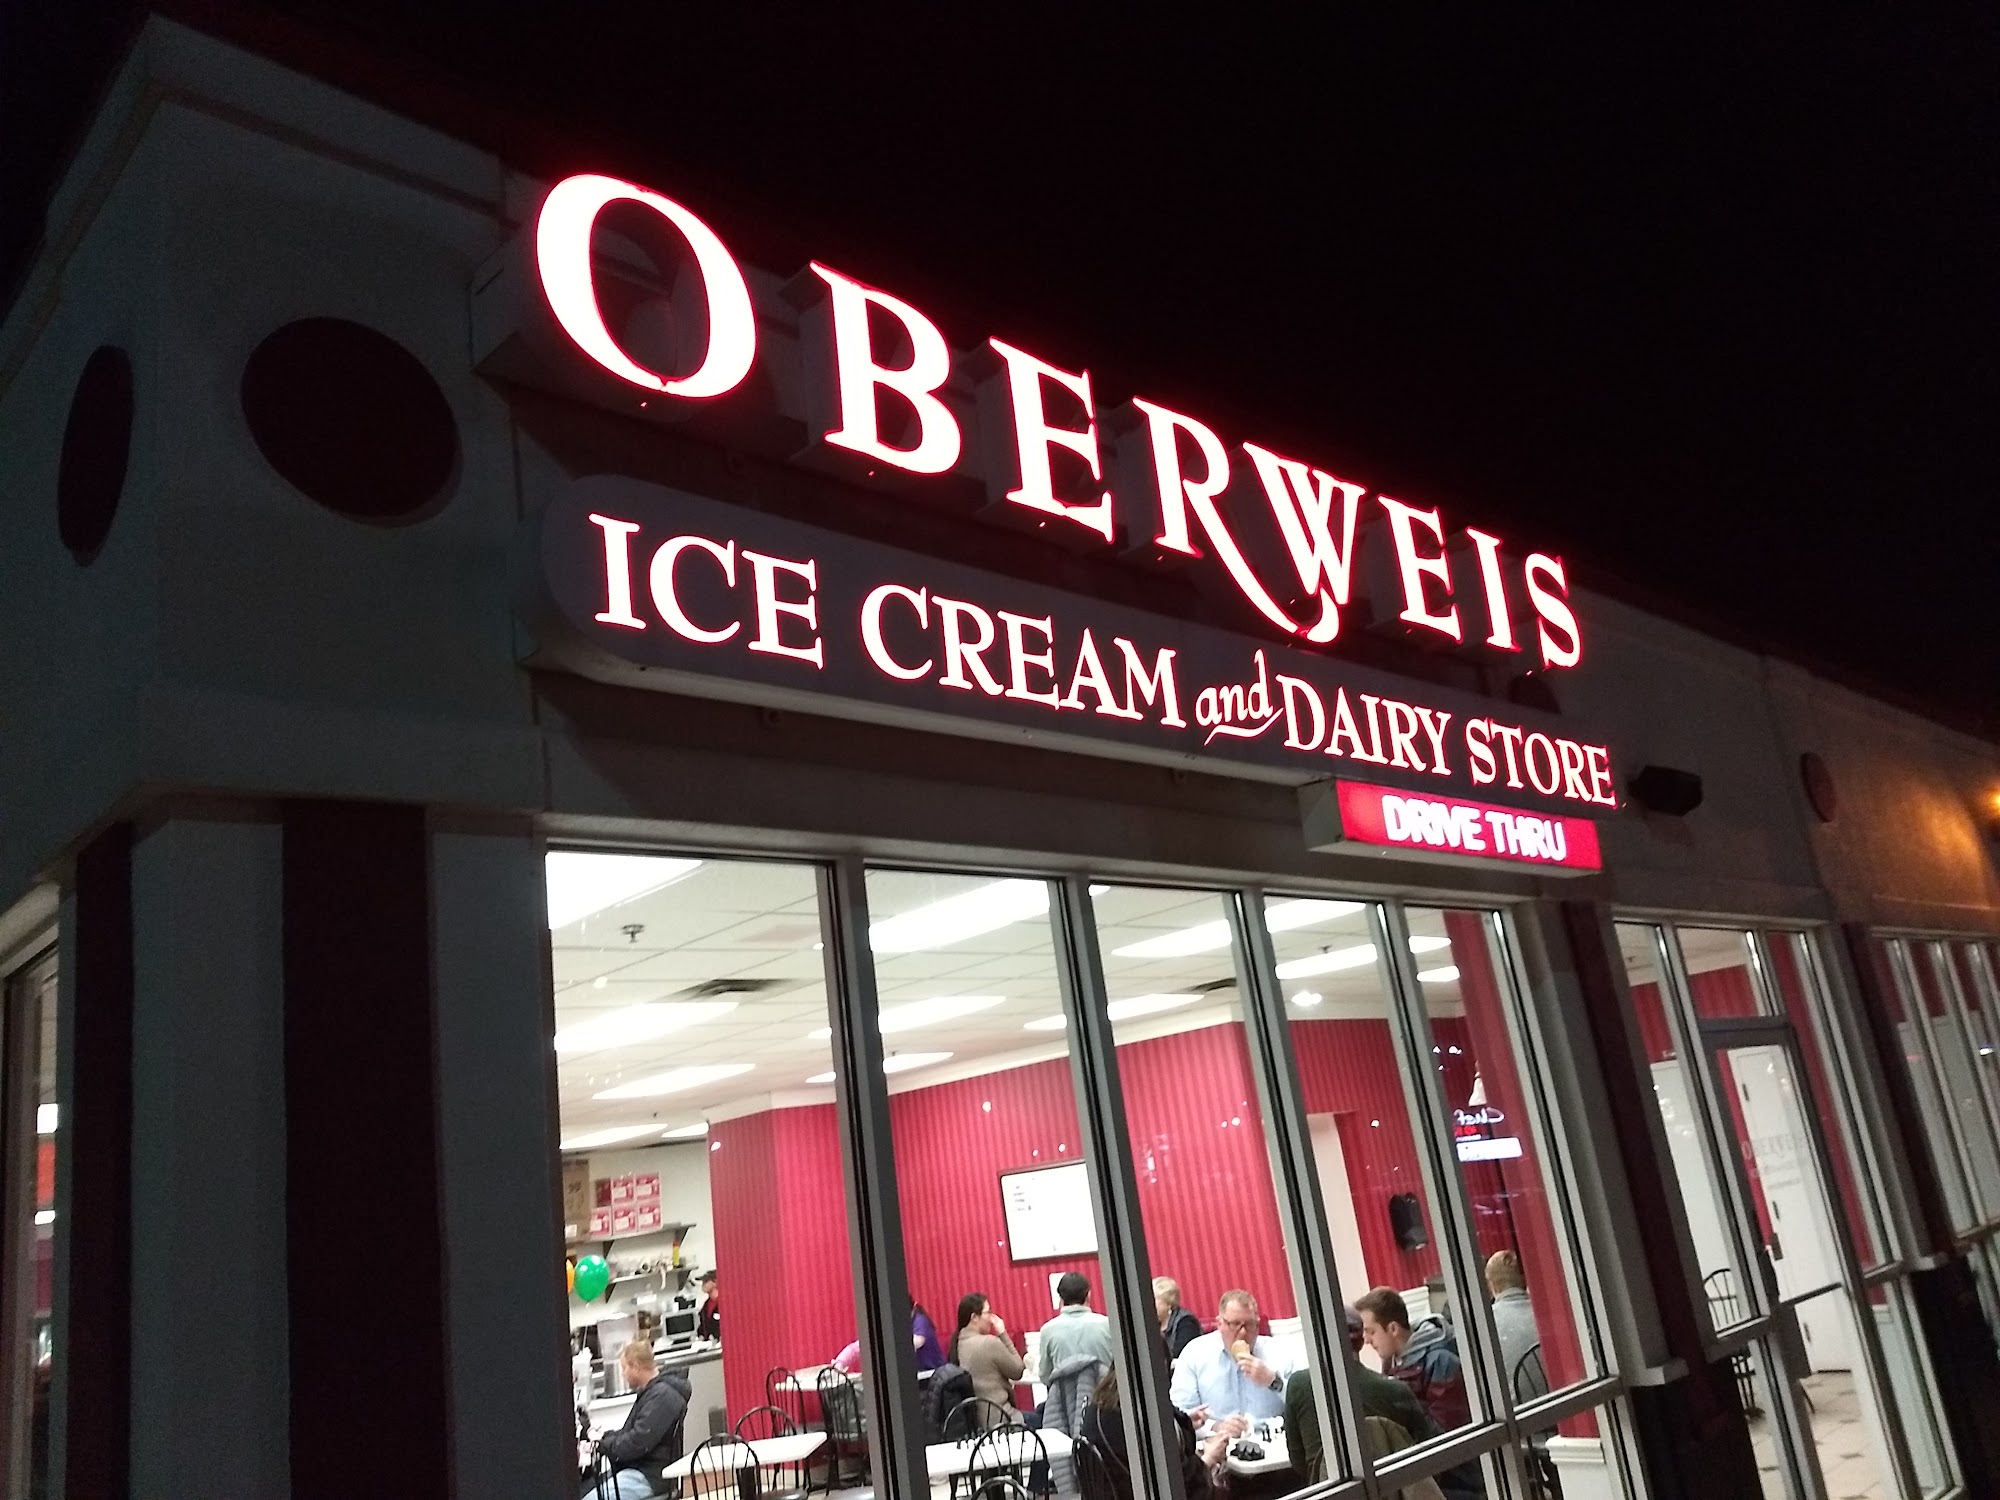 OBERWEIS
ICE CREAM and DAIRY STORE
DRIVE THRU